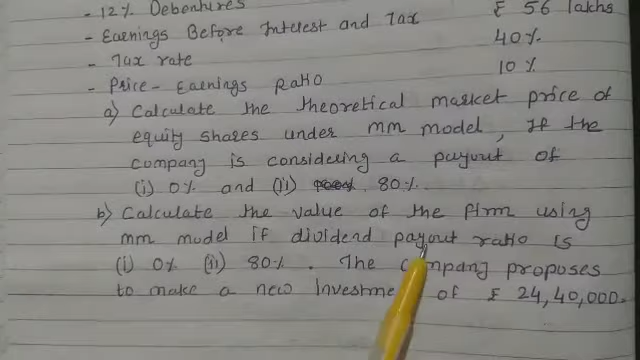 - 12% Debentures
- Earnings Before Interest and Tax ₹ 56 lakhs
- Tax rate 40%
- Price-Earnings Ratio 10%
a) Calculate the theoretical market price of
equity shares under mm model, If the
company is considering a payout of
(i) 0% and (ii) 80%.
b) Calculate the value of the firm using
mm model if dividend payout ratio is
(i) 0% (ii) 80%. The company proposes
to make a new Investment of ₹ 24,40,000.